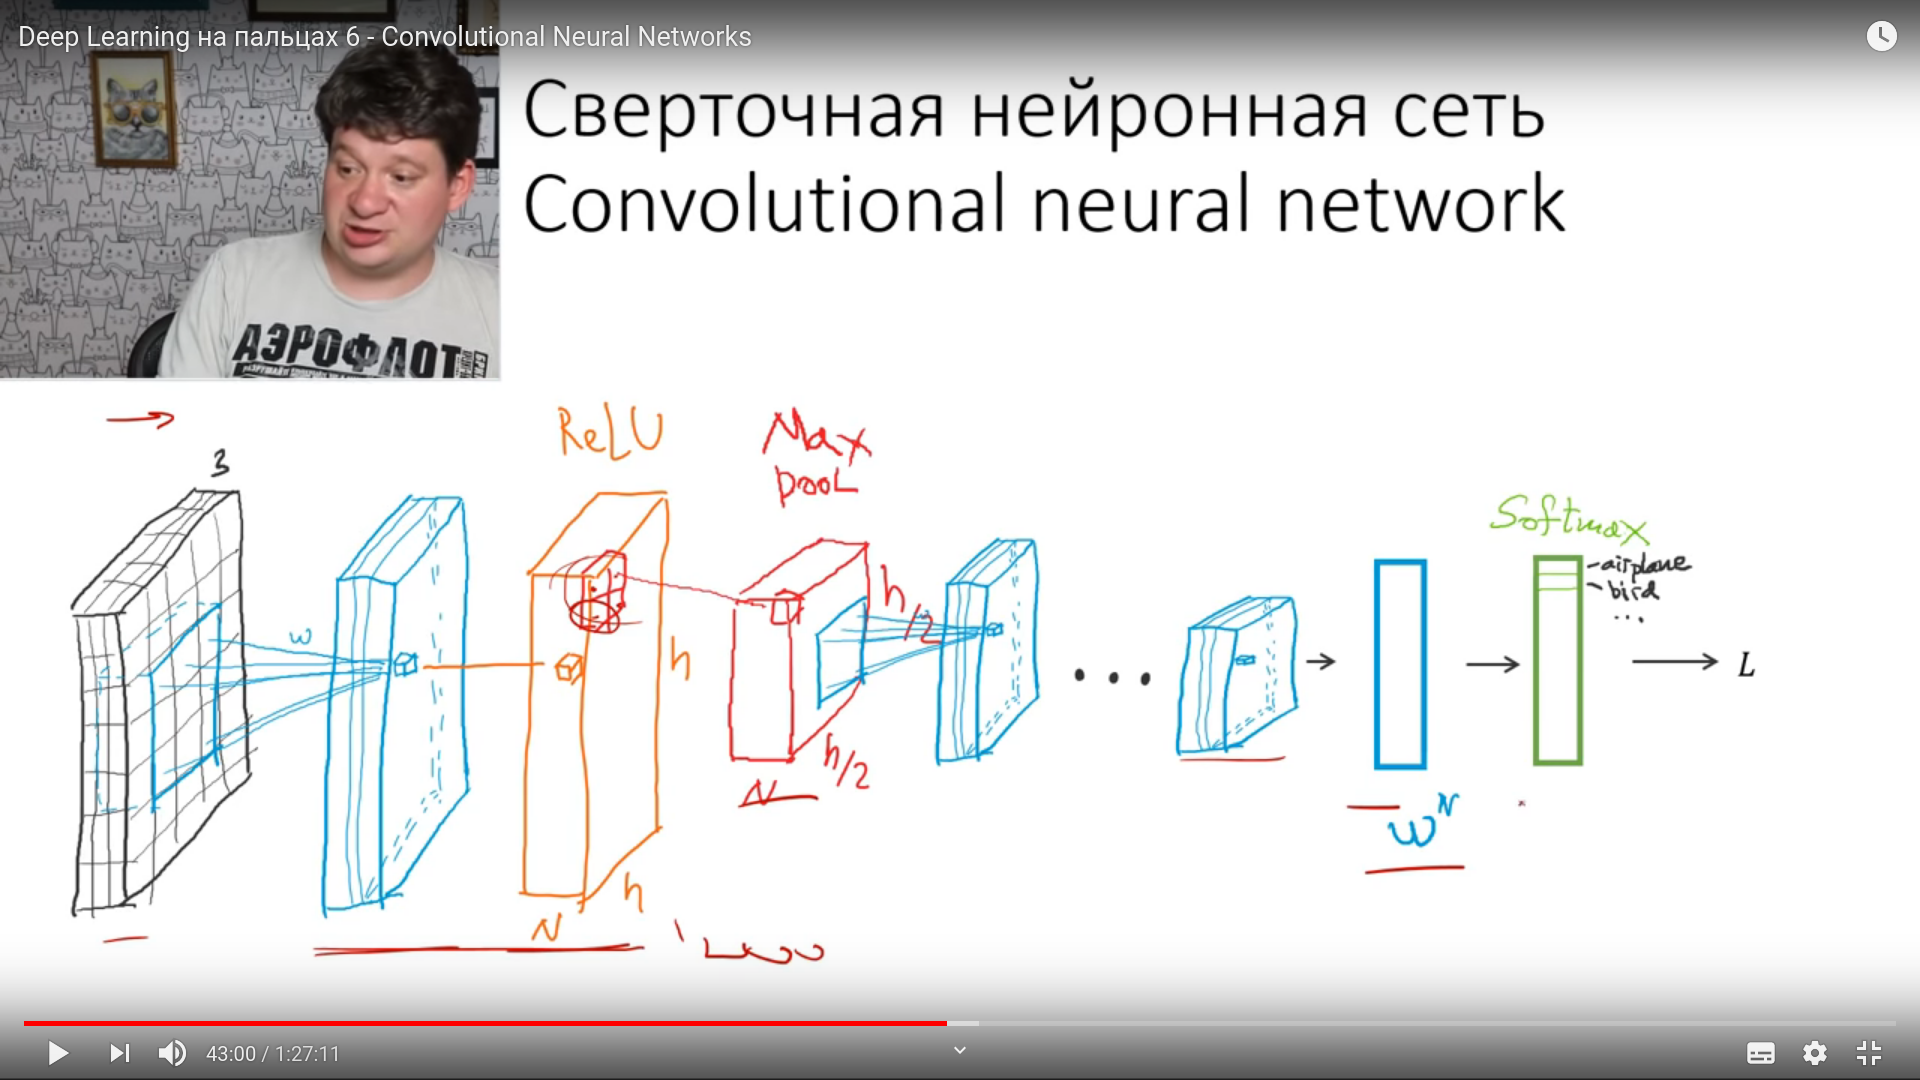 Deep Learning на пальцах 6 - Convolutional Neural Networks
Сверточная нейронная сеть
Convolutional neural network
АЭРОФЛОТ
ReLU
Max
pool
3
Softmax
airplane
bird
...
w
h
h/2
w
L
h/2
N
w^N
h
N
43:00 / 1:27:11